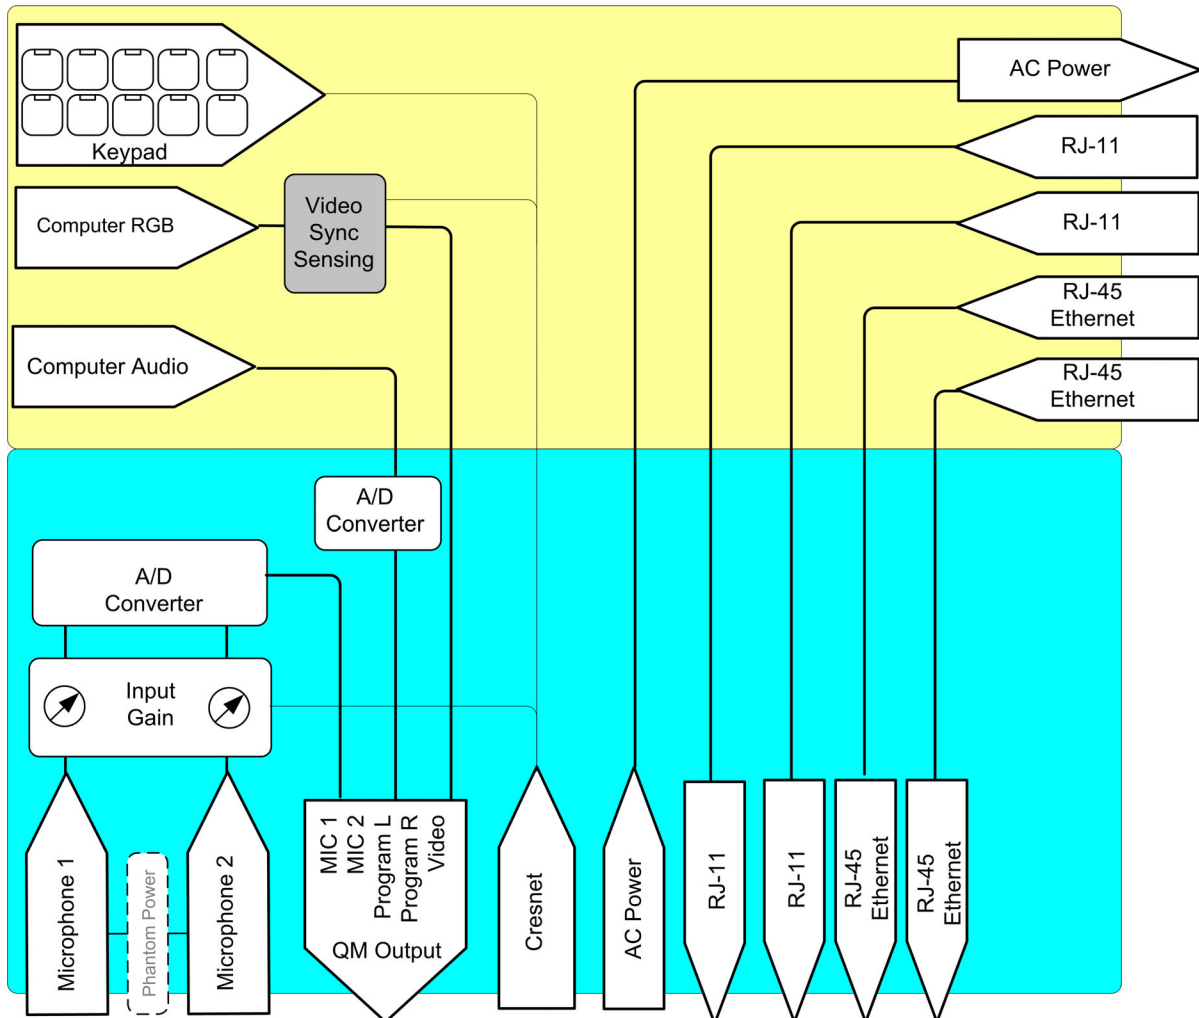 Keypad
Computer RGB
Video
Sync
Sensing
Computer Audio
AC Power
RJ-11
RJ-11
RJ-45
Ethernet
RJ-45
Ethernet
A/D
Converter
A/D
Converter
Input
Gain
Microphone 1
Phantom Power
Microphone 2
MIC 1
MIC 2
Program L
Program R
Video
QM Output
Cresnet
AC Power
RJ-11
RJ-11
RJ-45
Ethernet
RJ-45
Ethernet